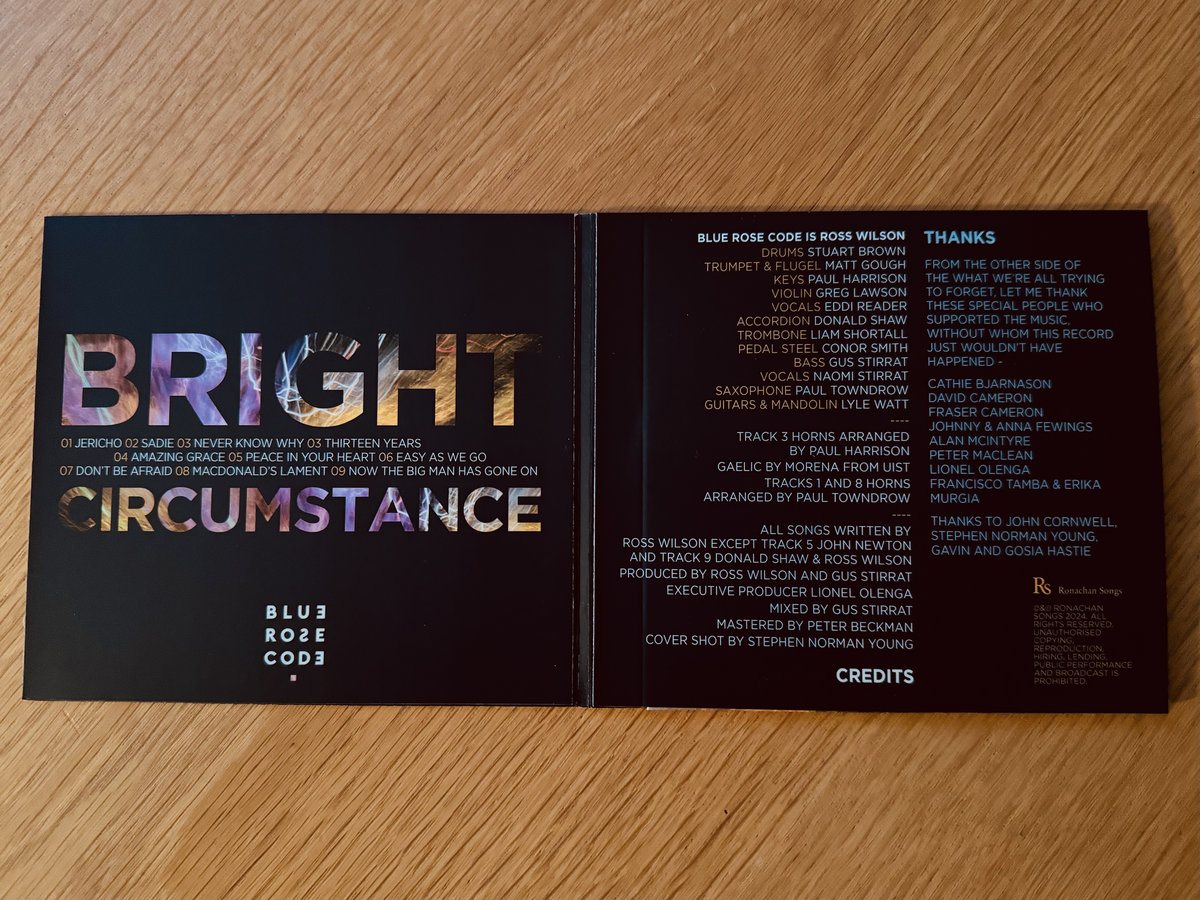 BRIGHT
01 JERICHO 02 SADIE 03 NEVER KNOW WHY 03 THIRTEEN YEARS
04 AMAZING GRACE 05 PEACE IN YOUR HEART 06 EASY AS WE GO
07 DON'T BE AFRAID 08 MACDONALD'S LAMENT 09 NOW THE BIG MAN HAS GONE ON
CIRCUMSTANCE
BLUE
ROSE
CODE
BLUE ROSE CODE IS ROSS WILSON
DRUMS STUART BROWN
TRUMPET & FLUGEL MATT GOUGH
KEYS PAUL HARRISON
VIOLIN GREG LAWSON
VOCALS EDDI READER
ACCORDION DONALD SHAW
TROMBONE LIAM SHORTALL
PEDAL STEEL CONOR SMITH
BASS GUS STIRRAT
VOCALS NAOMI STIRRAT
SAXOPHONE PAUL TOWNDROW
GUITARS & MANDOLIN LYLE WATT
----
TRACK 3 HORNS ARRANGED
BY PAUL HARRISON
GAELIC BY MORENA FROM UIST
TRACKS 1 AND 8 HORNS
ARRANGED BY PAUL TOWNDROW
----
ALL SONGS WRITTEN BY
ROSS WILSON EXCEPT TRACK 5 JOHN NEWTON
AND TRACK 9 DONALD SHAW & ROSS WILSON
PRODUCED BY ROSS WILSON AND GUS STIRRAT
EXECUTIVE PRODUCER LIONEL OLENGA
MIXED BY GUS STIRRAT
MASTERED BY PETER BECKMAN
COVER SHOT BY STEPHEN NORMAN YOUNG
CREDITS
THANKS
FROM THE OTHER SIDE OF
THE WHAT WE'RE ALL TRYING
TO FORGET, LET ME THANK
THESE SPECIAL PEOPLE WHO
SUPPORTED THE MUSIC,
WITHOUT WHOM THIS RECORD
JUST WOULDN'T HAVE
HAPPENED -
CATHIE BJARNASON
DAVID CAMERON
FRASER CAMERON
JOHNNY & ANNA FEWINGS
ALAN MCINTYRE
PETER MACLEAN
LIONEL OLENGA
FRANCISCO TAMBA & ERIKA
MURGIA
THANKS TO JOHN CORNWELL,
STEPHEN NORMAN YOUNG,
GAVIN AND GOSIA HASTIE
Rs Ronachan Songs
℗&© RONACHAN
SONGS 2024. ALL
RIGHTS RESERVED.
UNAUTHORISED
COPYING,
REPRODUCTION,
HIRING, LENDING,
PUBLIC PERFORMANCE
AND BROADCAST IS
PROHIBITED.